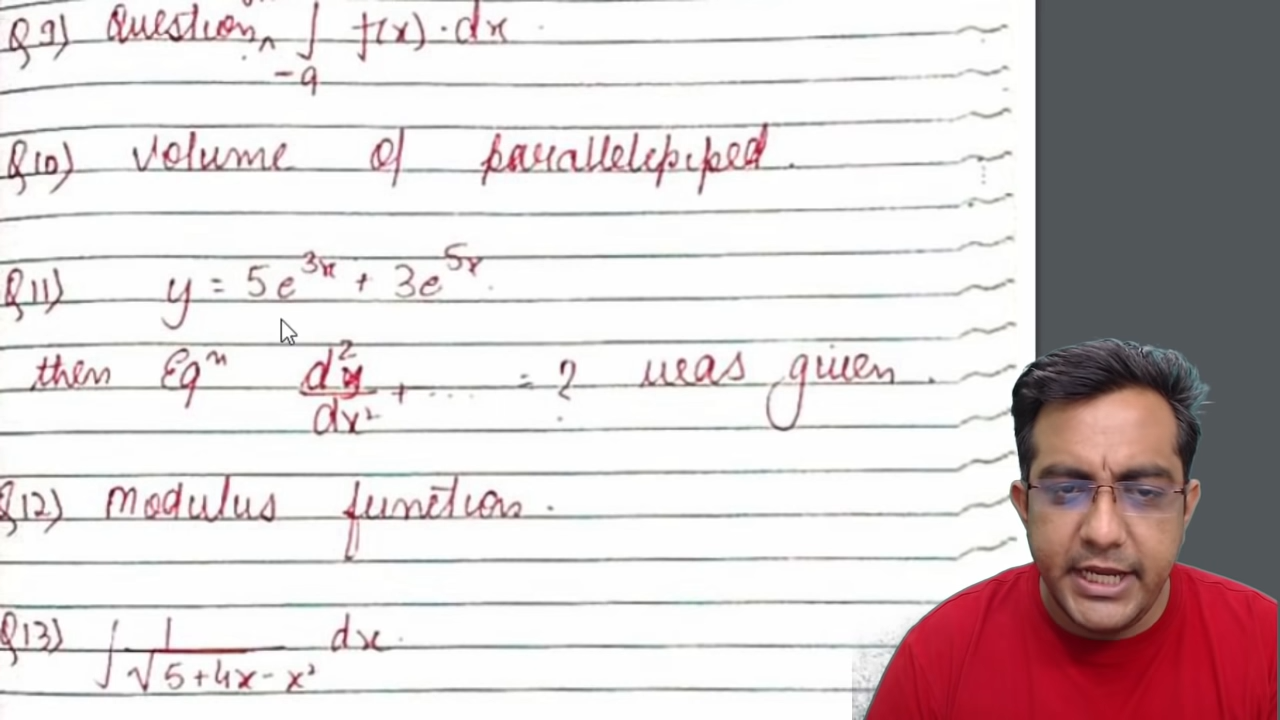 Q9) Question, ∫ f(x)·dx
-a
Q10) Volume of parallelepiped.
Q11) y = 5e^3x + 3e^5x.
then Eqn d²y/dx² + .... = ? was given.
Q12) Modulus function.
Q13) ∫ 1/√5+4x-x² dx.